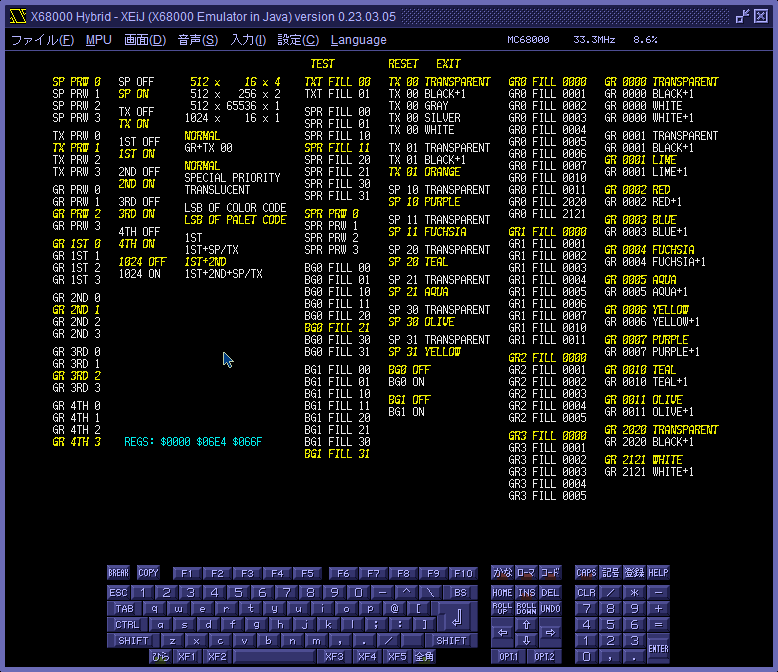 X68000 Hybrid - XEiJ (X68000 Emulator in Java) version 0.23.03.05
ファイル(F) MPU 画面(D) 音声(S) 入力(I) 設定(C) Language MC68000 33.3MHz 8.6%
TEST RESET EXIT
SP PRW 0
SP PRW 1
SP PRW 2
SP PRW 3
TX PRW 0
TX PRW 1
TX PRW 2
TX PRW 3
GR PRW 0
GR PRW 1
GR PRW 2
GR PRW 3
GR 1ST 0
GR 1ST 1
GR 1ST 2
GR 1ST 3
GR 2ND 0
GR 2ND 1
GR 2ND 2
GR 2ND 3
GR 3RD 0
GR 3RD 1
GR 3RD 2
GR 3RD 3
GR 4TH 0
GR 4TH 1
GR 4TH 2
GR 4TH 3
SP OFF
SP ON
TX OFF
TX ON
1ST OFF
1ST ON
2ND OFF
2ND ON
3RD OFF
3RD ON
4TH OFF
4TH ON
1024 OFF
1024 ON
512 x 16 x 4
512 x 256 x 2
512 x 65536 x 1
1024 x 16 x 1
NORMAL
GR+TX 00
NORMAL
SPECIAL PRIORITY
TRANSLUCENT
LSB OF COLOR CODE
LSB OF PALET CODE
1ST
1ST+SP/TX
1ST+2ND
1ST+2ND+SP/TX
REGS: $0000 $06E4 $066F
TXT FILL 00
TXT FILL 01
SPR FILL 00
SPR FILL 01
SPR FILL 10
SPR FILL 11
SPR FILL 20
SPR FILL 21
SPR FILL 30
SPR FILL 31
SPR PRW 0
SPR PRW 1
SPR PRW 2
SPR PRW 3
BG0 FILL 00
BG0 FILL 01
BG0 FILL 10
BG0 FILL 11
BG0 FILL 20
BG0 FILL 21
BG0 FILL 30
BG0 FILL 31
BG1 FILL 00
BG1 FILL 01
BG1 FILL 10
BG1 FILL 11
BG1 FILL 20
BG1 FILL 21
BG1 FILL 30
BG1 FILL 31
TX 00 TRANSPARENT
TX 00 BLACK+1
TX 00 GRAY
TX 00 SILVER
TX 00 WHITE
TX 01 TRANSPARENT
TX 01 BLACK+1
TX 01 ORANGE
SP 10 TRANSPARENT
SP 10 PURPLE
SP 11 TRANSPARENT
SP 11 FUCHSIA
SP 20 TRANSPARENT
SP 20 TEAL
SP 21 TRANSPARENT
SP 21 AQUA
SP 30 TRANSPARENT
SP 30 OLIVE
SP 31 TRANSPARENT
SP 31 YELLOW
BG0 OFF
BG0 ON
BG1 OFF
BG1 ON
GR0 FILL 0000
GR0 FILL 0001
GR0 FILL 0002
GR0 FILL 0003
GR0 FILL 0004
GR0 FILL 0005
GR0 FILL 0006
GR0 FILL 0007
GR0 FILL 0010
GR0 FILL 0011
GR0 FILL 2020
GR0 FILL 2121
GR1 FILL 0000
GR1 FILL 0001
GR1 FILL 0002
GR1 FILL 0003
GR1 FILL 0004
GR1 FILL 0005
GR1 FILL 0006
GR1 FILL 0007
GR1 FILL 0010
GR1 FILL 0011
GR2 FILL 0000
GR2 FILL 0001
GR2 FILL 0002
GR2 FILL 0003
GR2 FILL 0004
GR2 FILL 0005
GR3 FILL 0000
GR3 FILL 0001
GR3 FILL 0002
GR3 FILL 0003
GR3 FILL 0004
GR3 FILL 0005
GR 0000 TRANSPARENT
GR 0000 BLACK+1
GR 0000 WHITE
GR 0000 WHITE+1
GR 0001 TRANSPARENT
GR 0001 BLACK+1
GR 0001 LIME
GR 0001 LIME+1
GR 0002 RED
GR 0002 RED+1
GR 0003 BLUE
GR 0003 BLUE+1
GR 0004 FUCHSIA
GR 0004 FUCHSIA+1
GR 0005 AQUA
GR 0005 AQUA+1
GR 0006 YELLOW
GR 0006 YELLOW+1
GR 0007 PURPLE
GR 0007 PURPLE+1
GR 0010 TEAL
GR 0010 TEAL+1
GR 0011 OLIVE
GR 0011 OLIVE+1
GR 2020 TRANSPARENT
GR 2020 BLACK+1
GR 2121 WHITE
GR 2121 WHITE+1
BREAK COPY F1 F2 F3 F4 F5 F6 F7 F8 F9 F10 かな ローマ コード CAPS 記号 登録 HELP
ESC 1 2 3 4 5 6 7 8 9 0 - ^ \ BS HOME INS DEL CLR / * -
TAB q w e r t y u i o p @ [ ROLL UP ROLL DOWN UNDO 7 8 9 +
CTRL a s d f g h j k l ; : ] ← ↑ → 4 5 6 =
SHIFT z x c v b n m , . / SHIFT ↓ 1 2 3 ENTER
ひら XF1 XF2 XF3 XF4 XF5 全角 OPT.1 OPT.2 0 , .